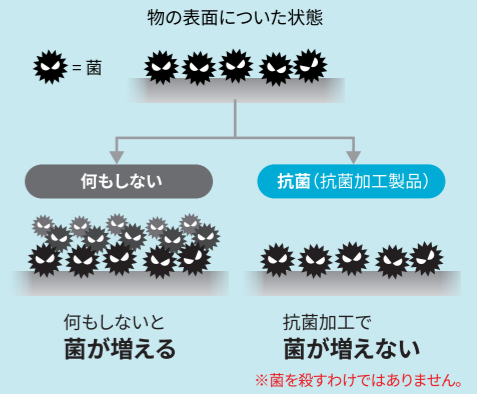 物の表面についた状態
= 菌
何もしない
抗菌（抗菌加工製品）
何もしないと
菌が増える
抗菌加工で
菌が増えない
※菌を殺すわけではありません。